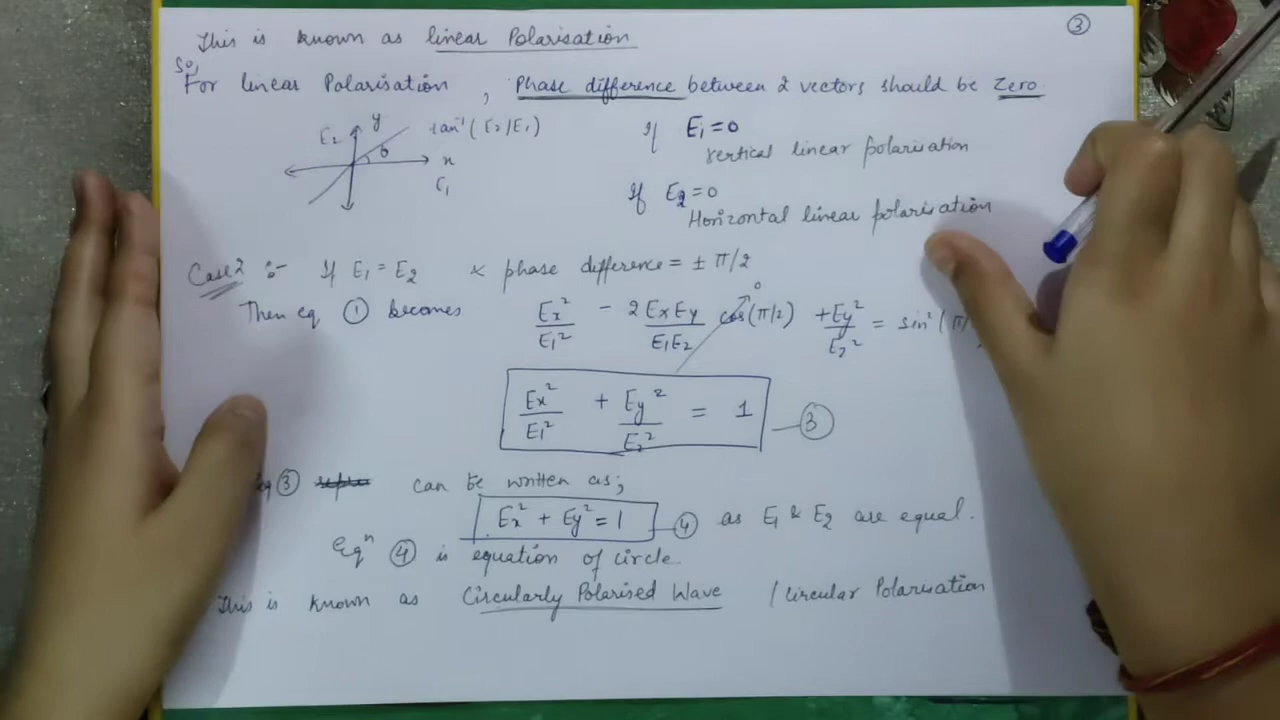 ③
This is known as linear Polarisation
So,
For linear Polarisation , Phase difference between 2 vectors should be Zero
y
E₂
tan⁻¹(E₂/E₁)
θ
x
E₁
If E₁=0
vertical linear polarisation
If E₂=0
Horizontal linear polarisation
Case2 :- If E₁ = E₂ & phase difference = ± π/2
Then eq ① becomes Ex²/E₁² - 2ExEy/E₁E₂ cos(π/2) + Ey²/E₂² = sin²(π/
0
Ex²/E₁² + Ey²/E₂² = 1 ③
Eq ③ can be written as;
Ex² + Ey² = 1 ④ as E₁ & E₂ are equal.
Eqⁿ ④ is equation of circle.
This is known as Circularly Polarised Wave / Circular Polarisation